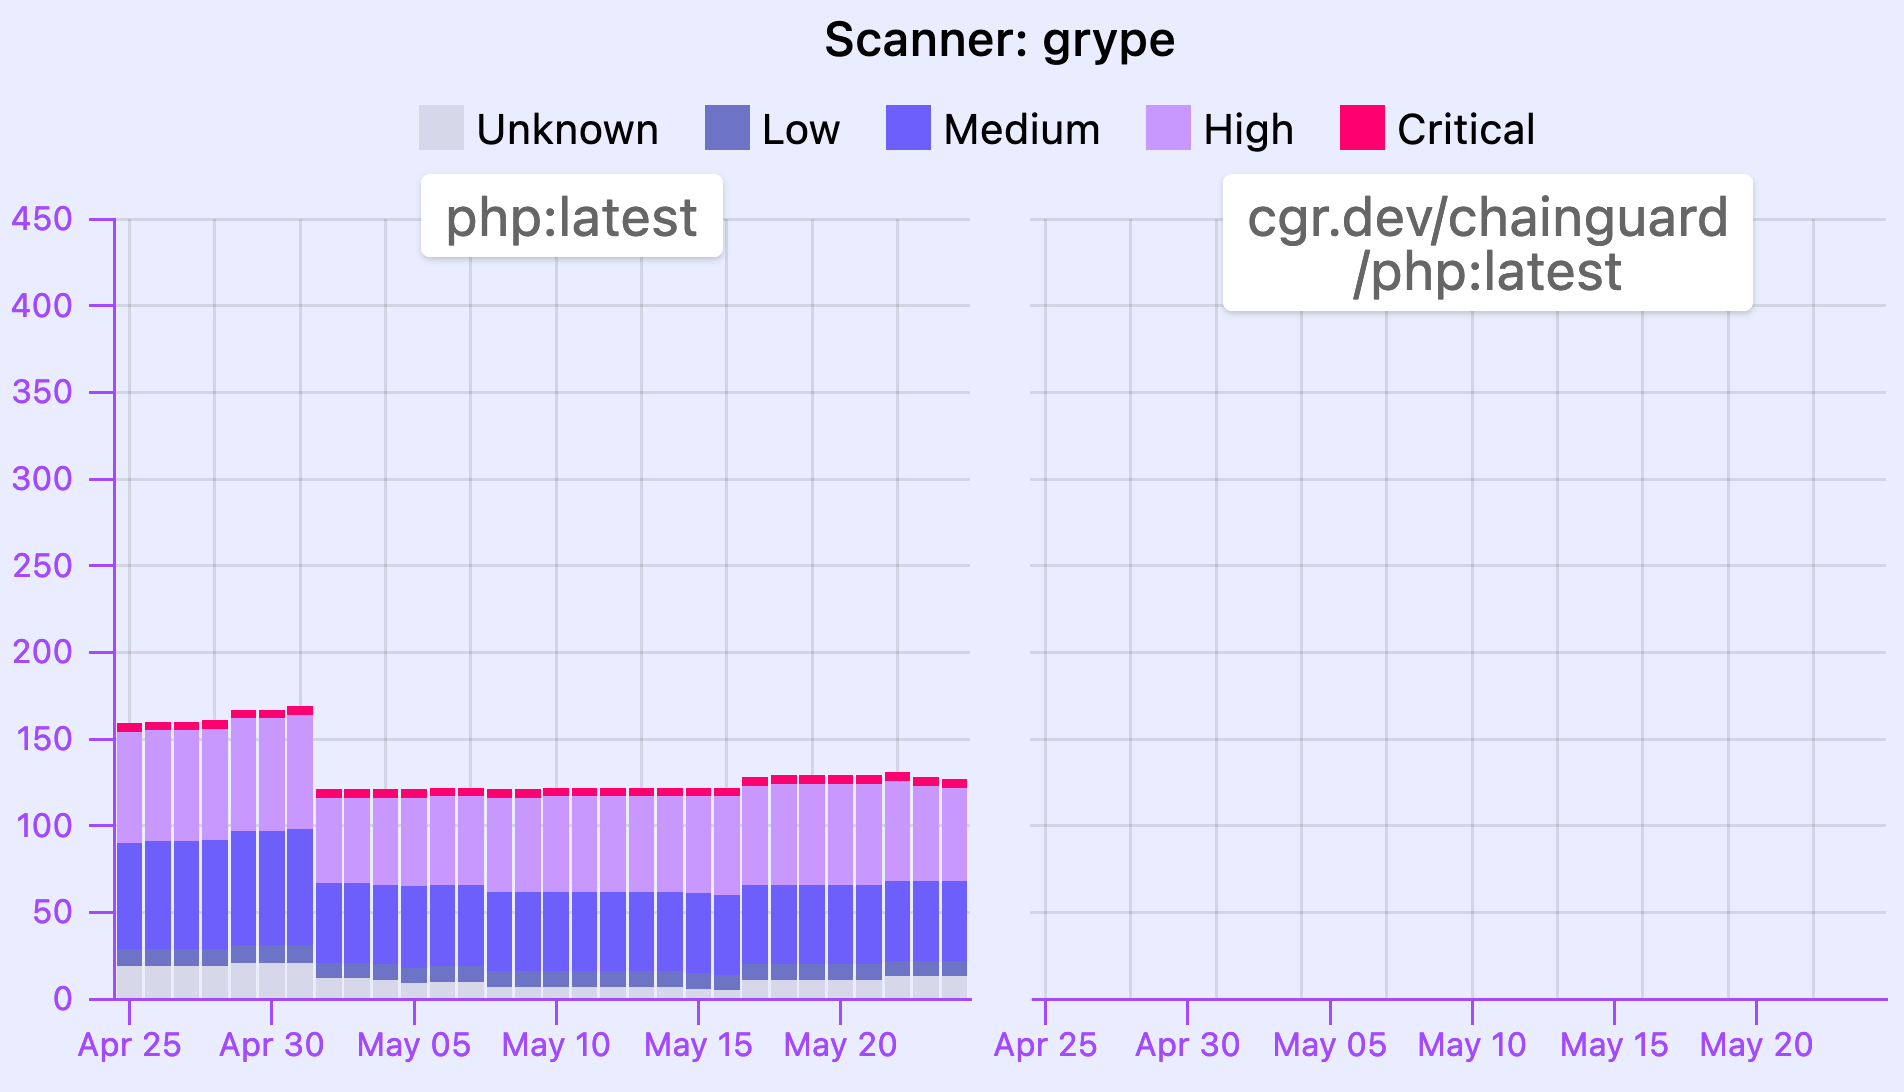 Scanner: grype
Unknown Low Medium High Critical
php:latest
cgr.dev/chainguard
/php:latest
450
400
350
300
250
200
150
100
50
0
Apr 25 Apr 30 May 05 May 10 May 15 May 20
Apr 25 Apr 30 May 05 May 10 May 15 May 20